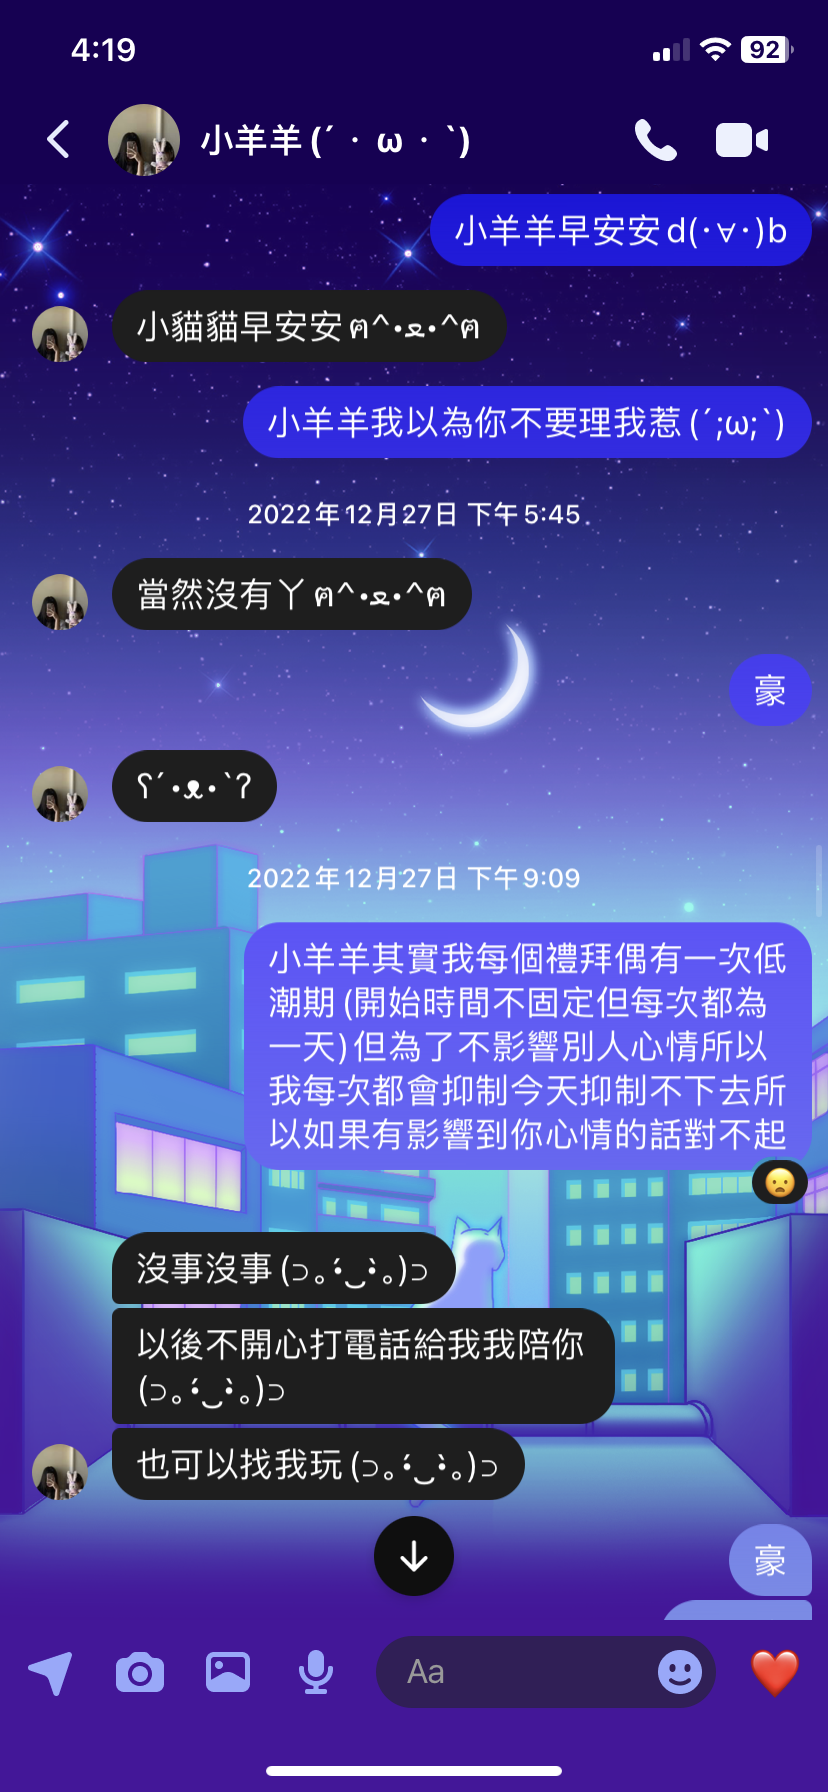 4:19
92
小羊羊(´・ω・`)
小羊羊早安安d(･∀･)b
小貓貓早安安ฅ^•ﻌ•^ฅ
小羊羊我以為你不要理我惹(´;ω;`)
2022年12月27日 下午5:45
當然沒有丫ฅ^•ﻌ•^ฅ
豪
ʕ´•ᴥ•`ʔ
2022年12月27日 下午9:09
小羊羊其實我每個禮拜偶有一次低
潮期(開始時間不固定但每次都為
一天)但為了不影響別人心情所以
我每次都會抑制今天抑制不下去所
以如果有影響到你心情的話對不起
沒事沒事(⊃｡•́‿•̀｡)⊃
以後不開心打電話給我我陪你
(⊃｡•́‿•̀｡)⊃
也可以找我玩(⊃｡•́‿•̀｡)⊃
豪
Aa